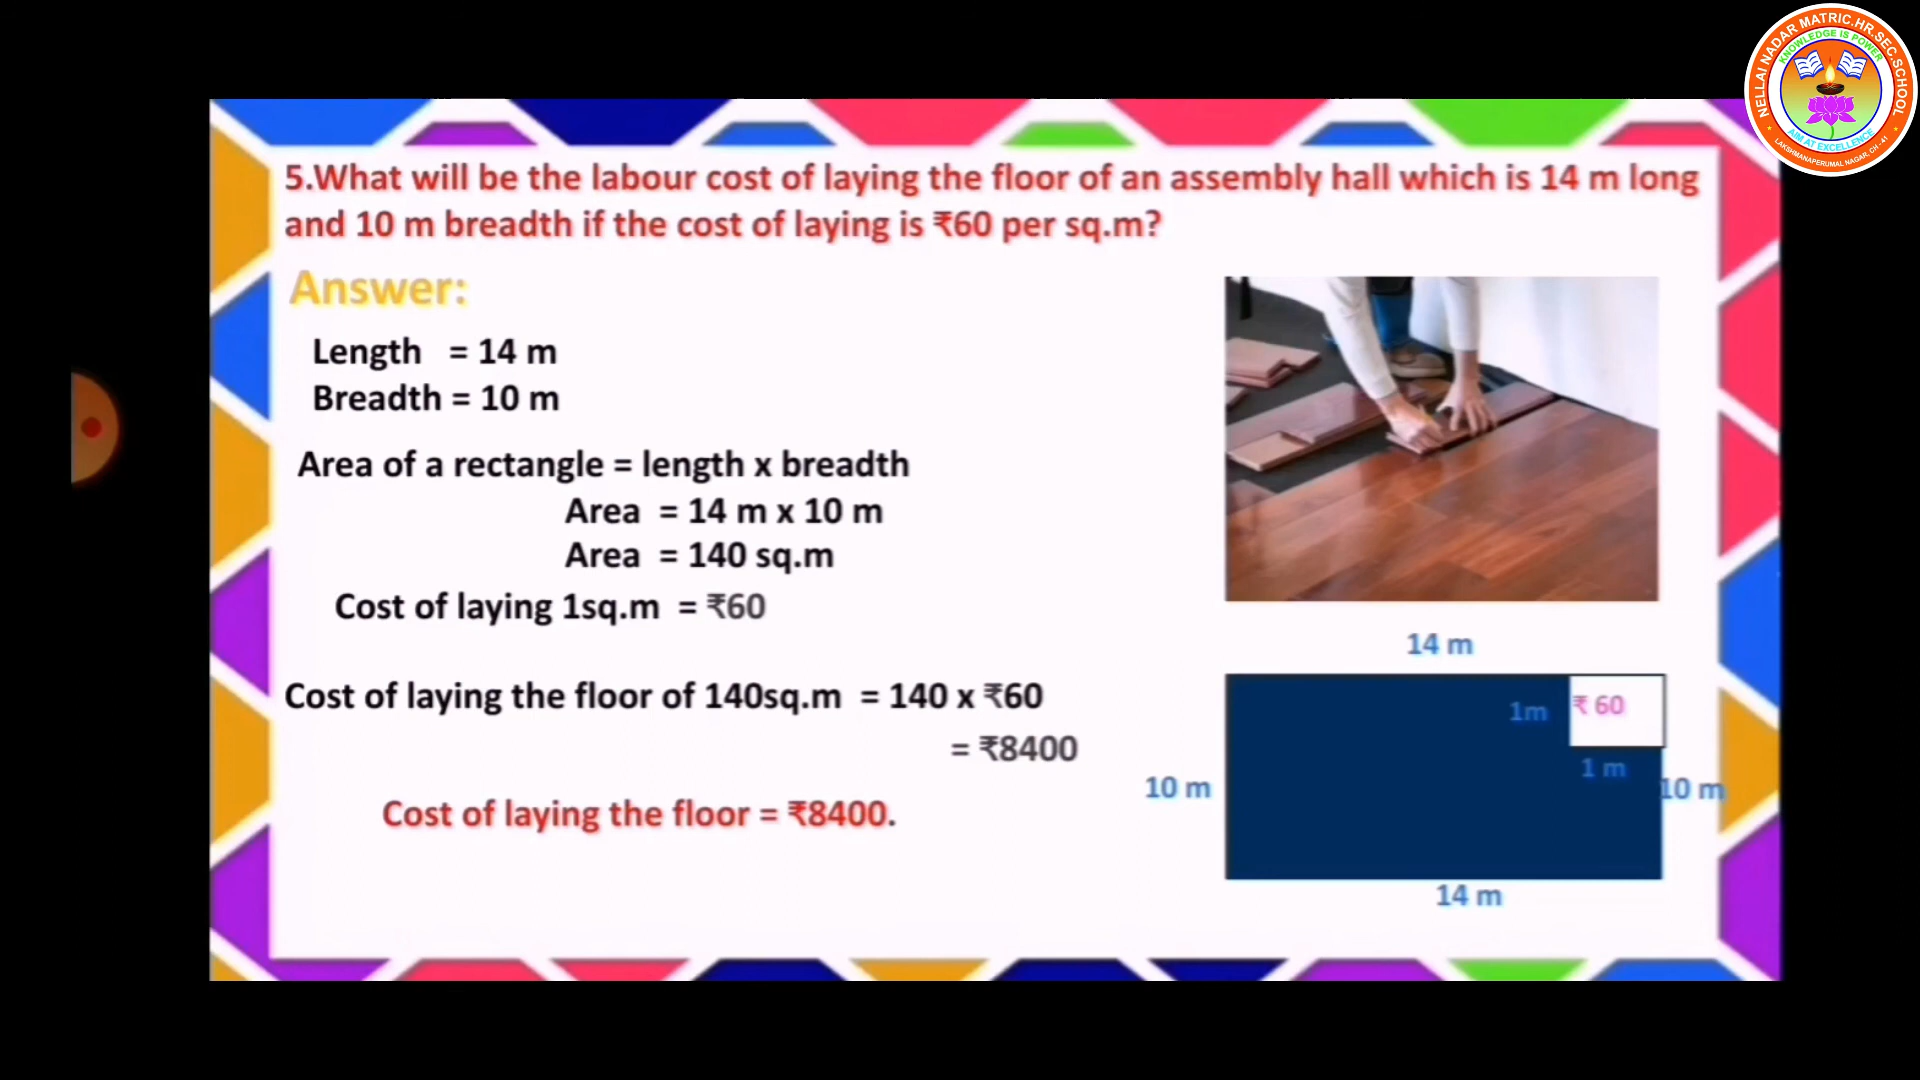 NELLAI NADAR MATRIC.HR.SEC.SCHOOL
KNOWLEDGE IS POWER
AIM AT EXCELLENCE
LAKSHMANAPERUMAL NAGAR, CH - 41
5.What will be the labour cost of laying the floor of an assembly hall which is 14 m long
and 10 m breadth if the cost of laying is ₹60 per sq.m?
Answer:
Length = 14 m
Breadth = 10 m
Area of a rectangle = length x breadth
Area = 14 m x 10 m
Area = 140 sq.m
Cost of laying 1sq.m = ₹60
Cost of laying the floor of 140sq.m = 140 x ₹60
= ₹8400
Cost of laying the floor = ₹8400.
14 m
1m
₹ 60
1 m
10 m
10 m
14 m